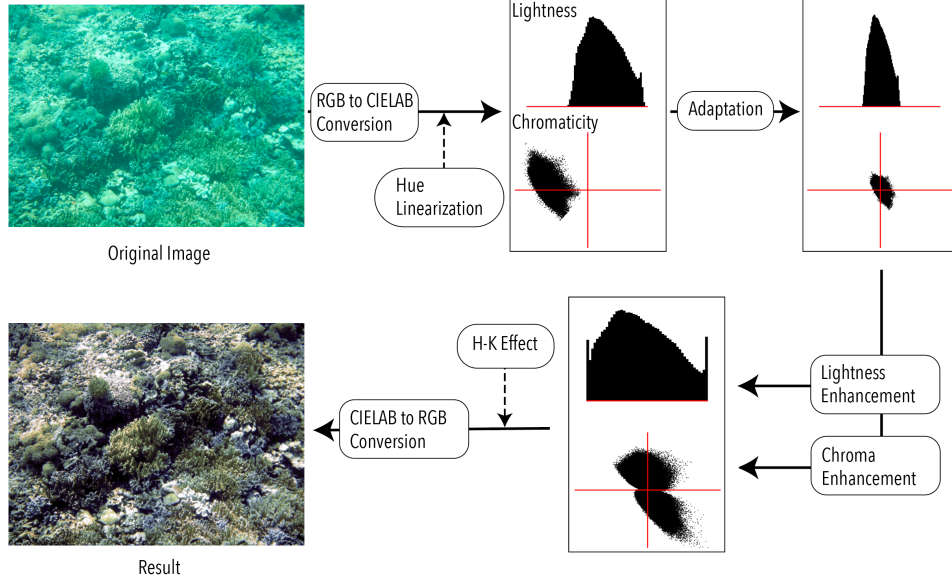 Original Image
RGB to CIELAB
Conversion
Hue
Linearization
Lightness
Chromaticity
Adaptation
Lightness
Enhancement
Chroma
Enhancement
H-K Effect
CIELAB to RGB
Conversion
Result